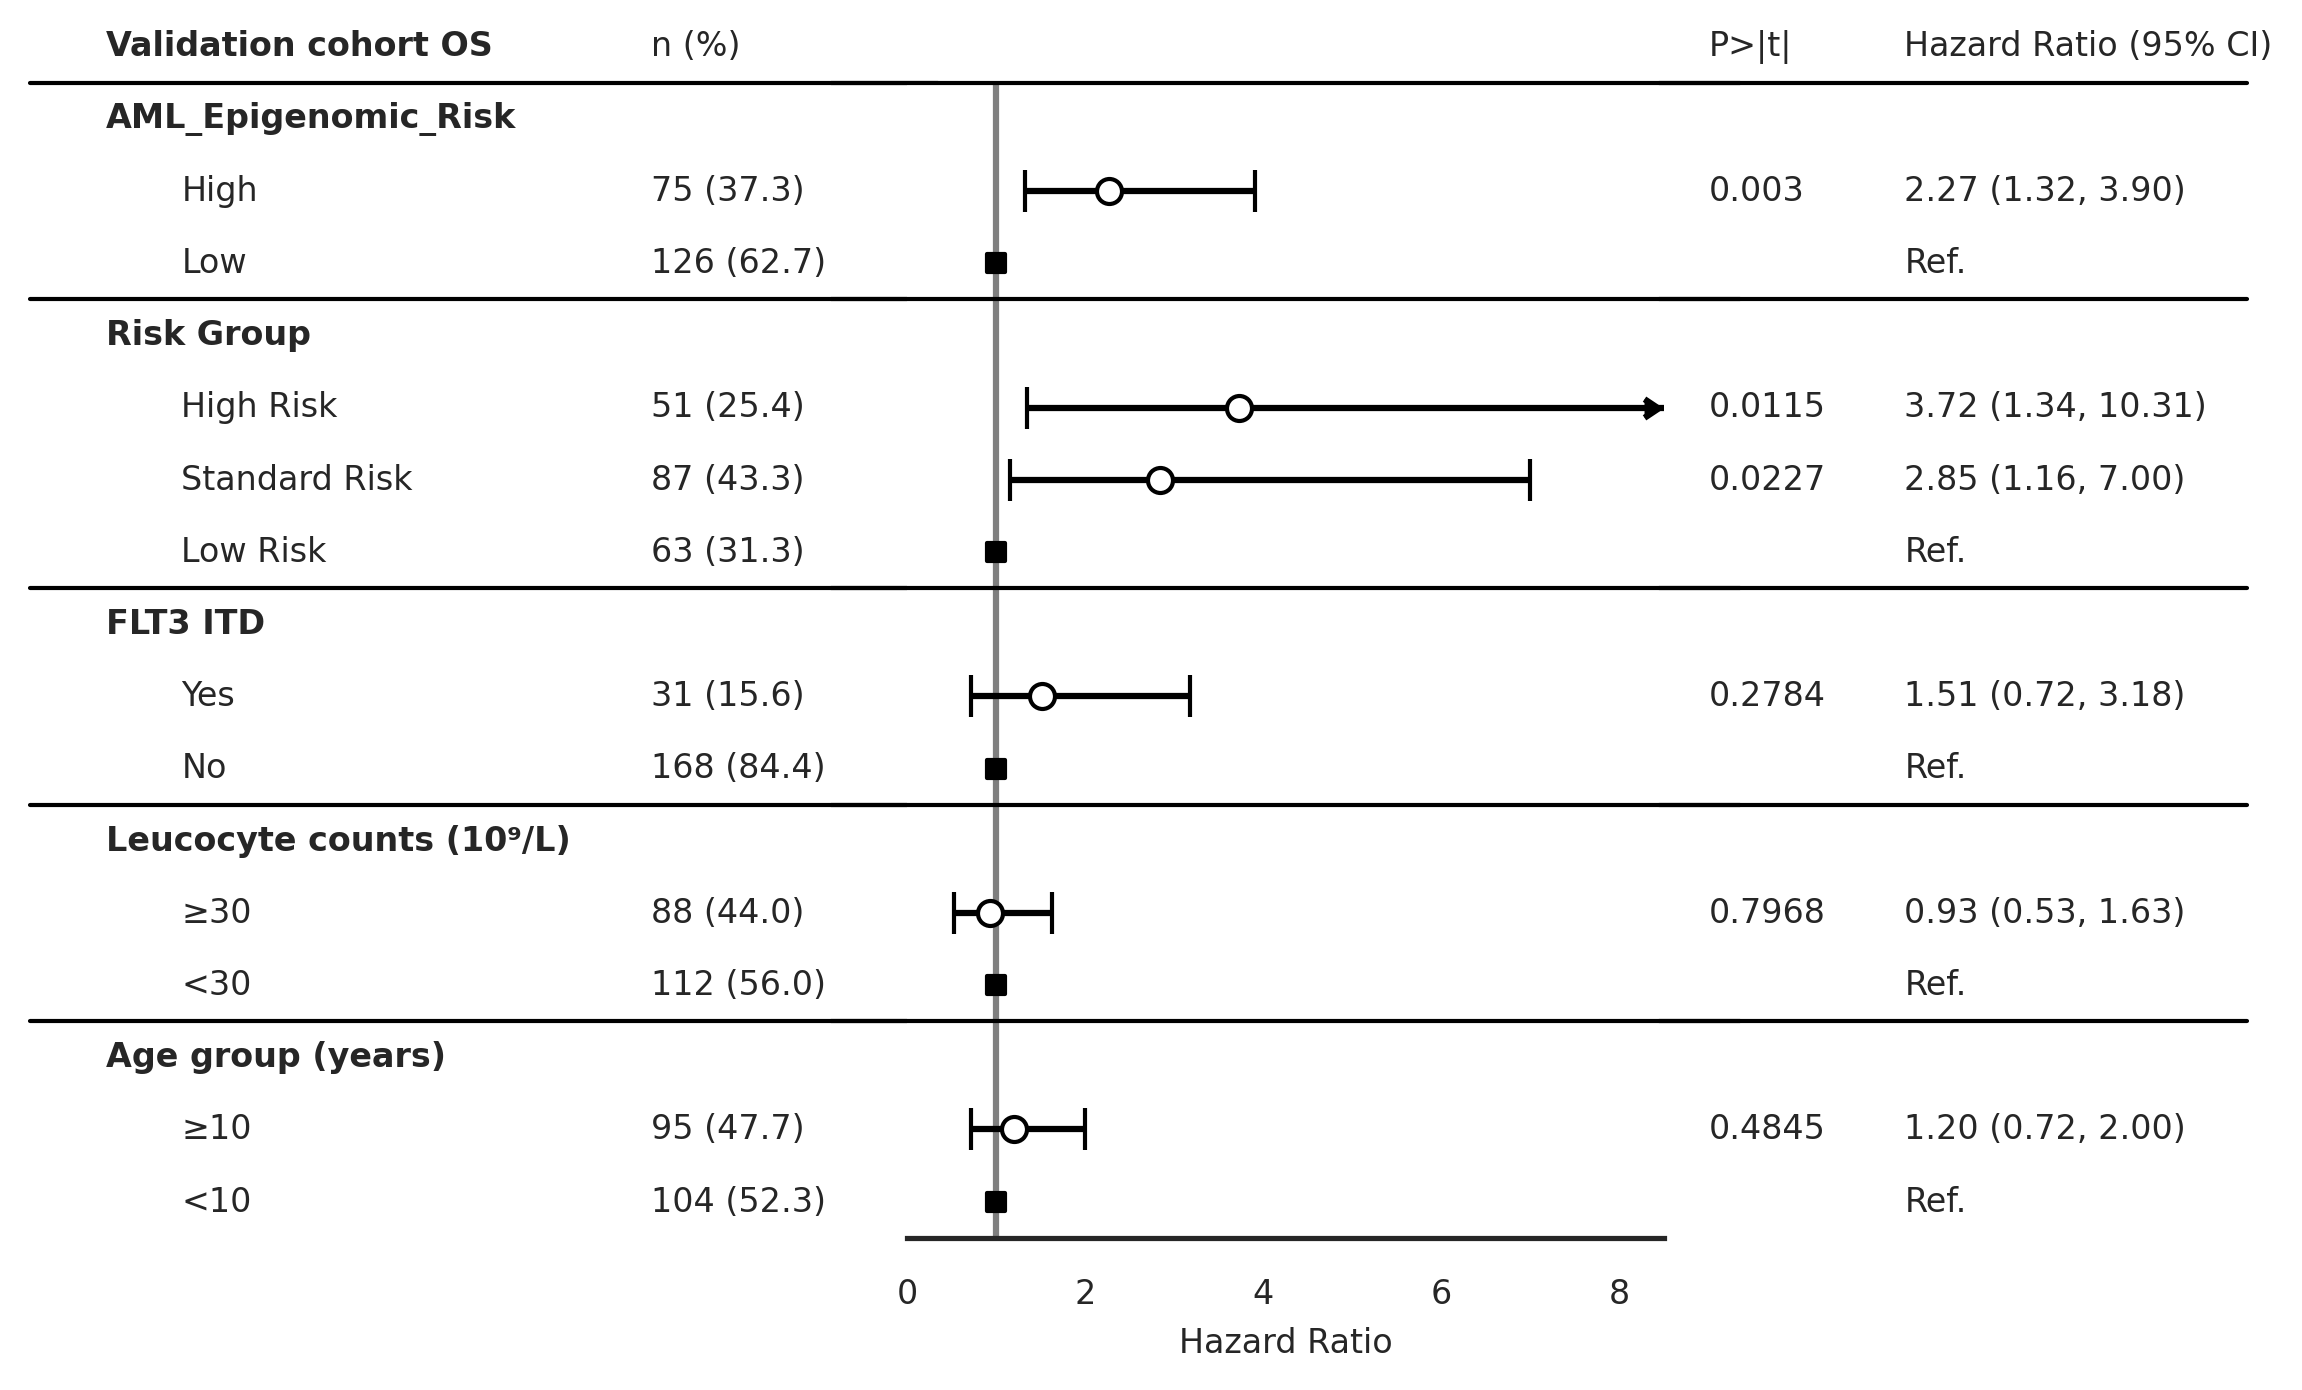 Validation cohort OS n (%) P>|t| Hazard Ratio (95% CI)
AML_Epigenomic_Risk
High 75 (37.3) 0.003 2.27 (1.32, 3.90)
Low 126 (62.7) Ref.
Risk Group
High Risk 51 (25.4) 0.0115 3.72 (1.34, 10.31)
Standard Risk 87 (43.3) 0.0227 2.85 (1.16, 7.00)
Low Risk 63 (31.3) Ref.
FLT3 ITD
Yes 31 (15.6) 0.2784 1.51 (0.72, 3.18)
No 168 (84.4) Ref.
Leucocyte counts (10⁹/L)
≥30 88 (44.0) 0.7968 0.93 (0.53, 1.63)
<30 112 (56.0) Ref.
Age group (years)
≥10 95 (47.7) 0.4845 1.20 (0.72, 2.00)
<10 104 (52.3) Ref.
0 2 4 6 8
Hazard Ratio